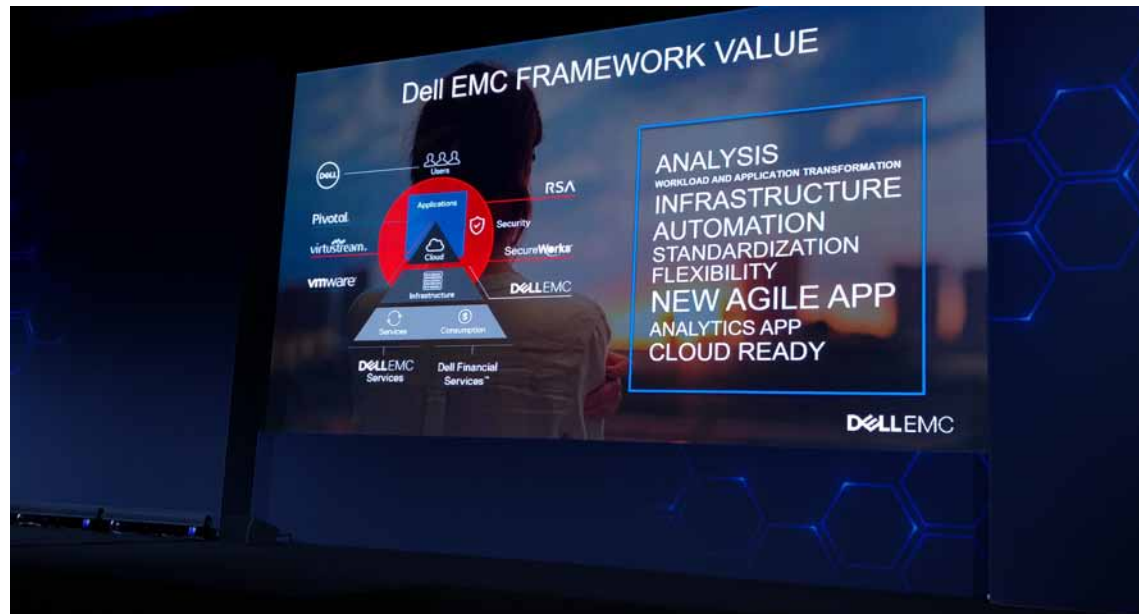 Dell EMC FRAMEWORK VALUE
DELL
Users
Pivotal
virtustream
vmware
Applications
Cloud
Infrastructure
Services
Consumption
RSA
Security
SecureWorks
DELLEMC
DELLEMC
Services
Dell Financial
Services™
ANALYSIS
WORKLOAD AND APPLICATION TRANSFORMATION
INFRASTRUCTURE
AUTOMATION
STANDARDIZATION
FLEXIBILITY
NEW AGILE APP
ANALYTICS APP
CLOUD READY
DELLEMC